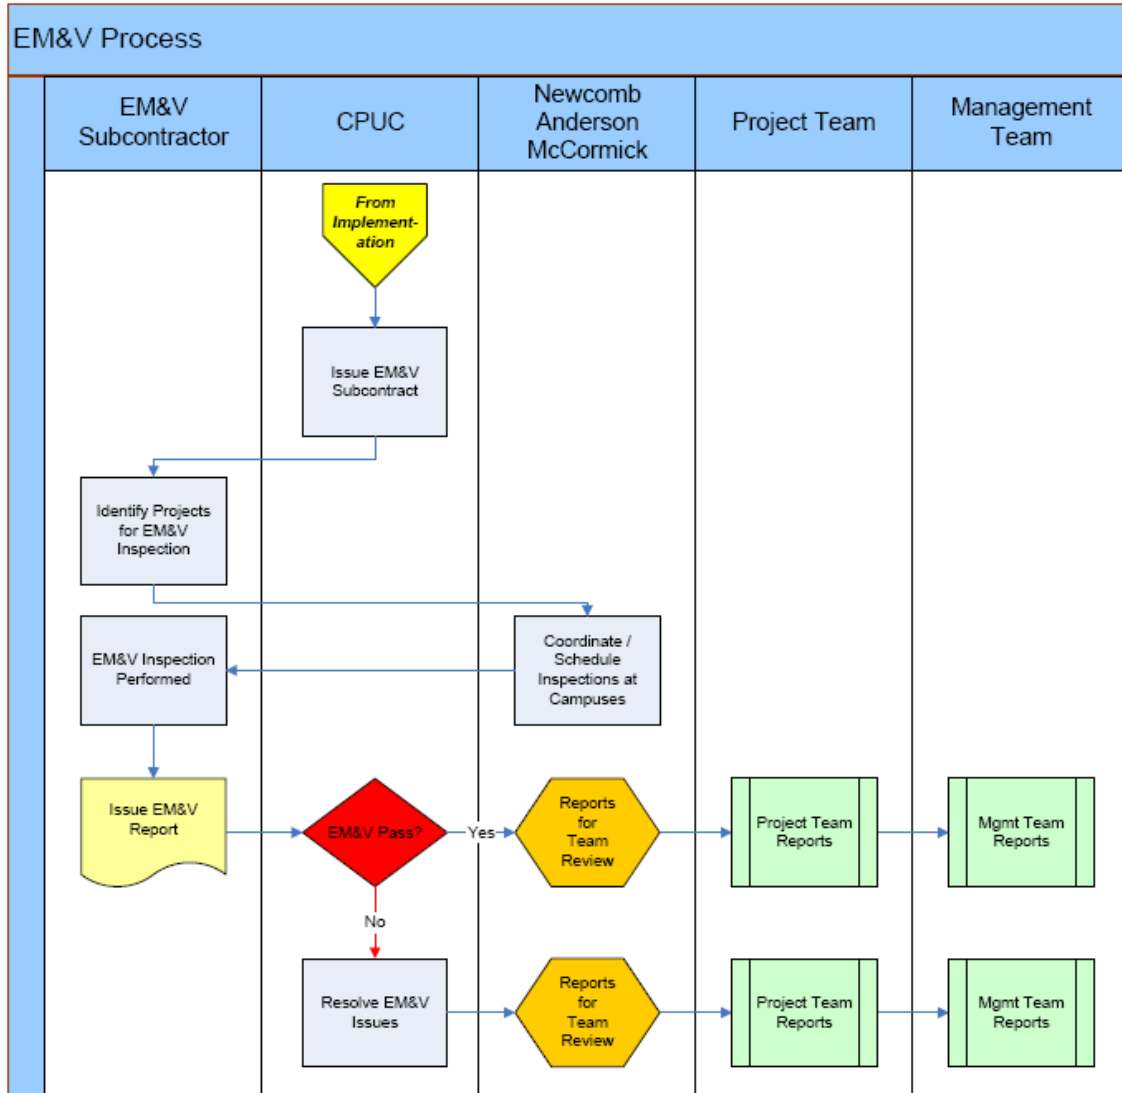 EM&V Process
EM&V
Subcontractor
CPUC
Newcomb
Anderson
McCormick
Project Team
Management
Team
From
Implement-
ation
Issue EM&V
Subcontract
Identify Projects
for EM&V
Inspection
EM&V Inspection
Performed
Coordinate /
Schedule
Inspections at
Campuses
Issue EM&V
Report
EM&V Pass?
Yes
Reports
for
Team
Review
Project Team
Reports
Mgmt Team
Reports
No
Resolve EM&V
Issues
Reports
for
Team
Review
Project Team
Reports
Mgmt Team
Reports